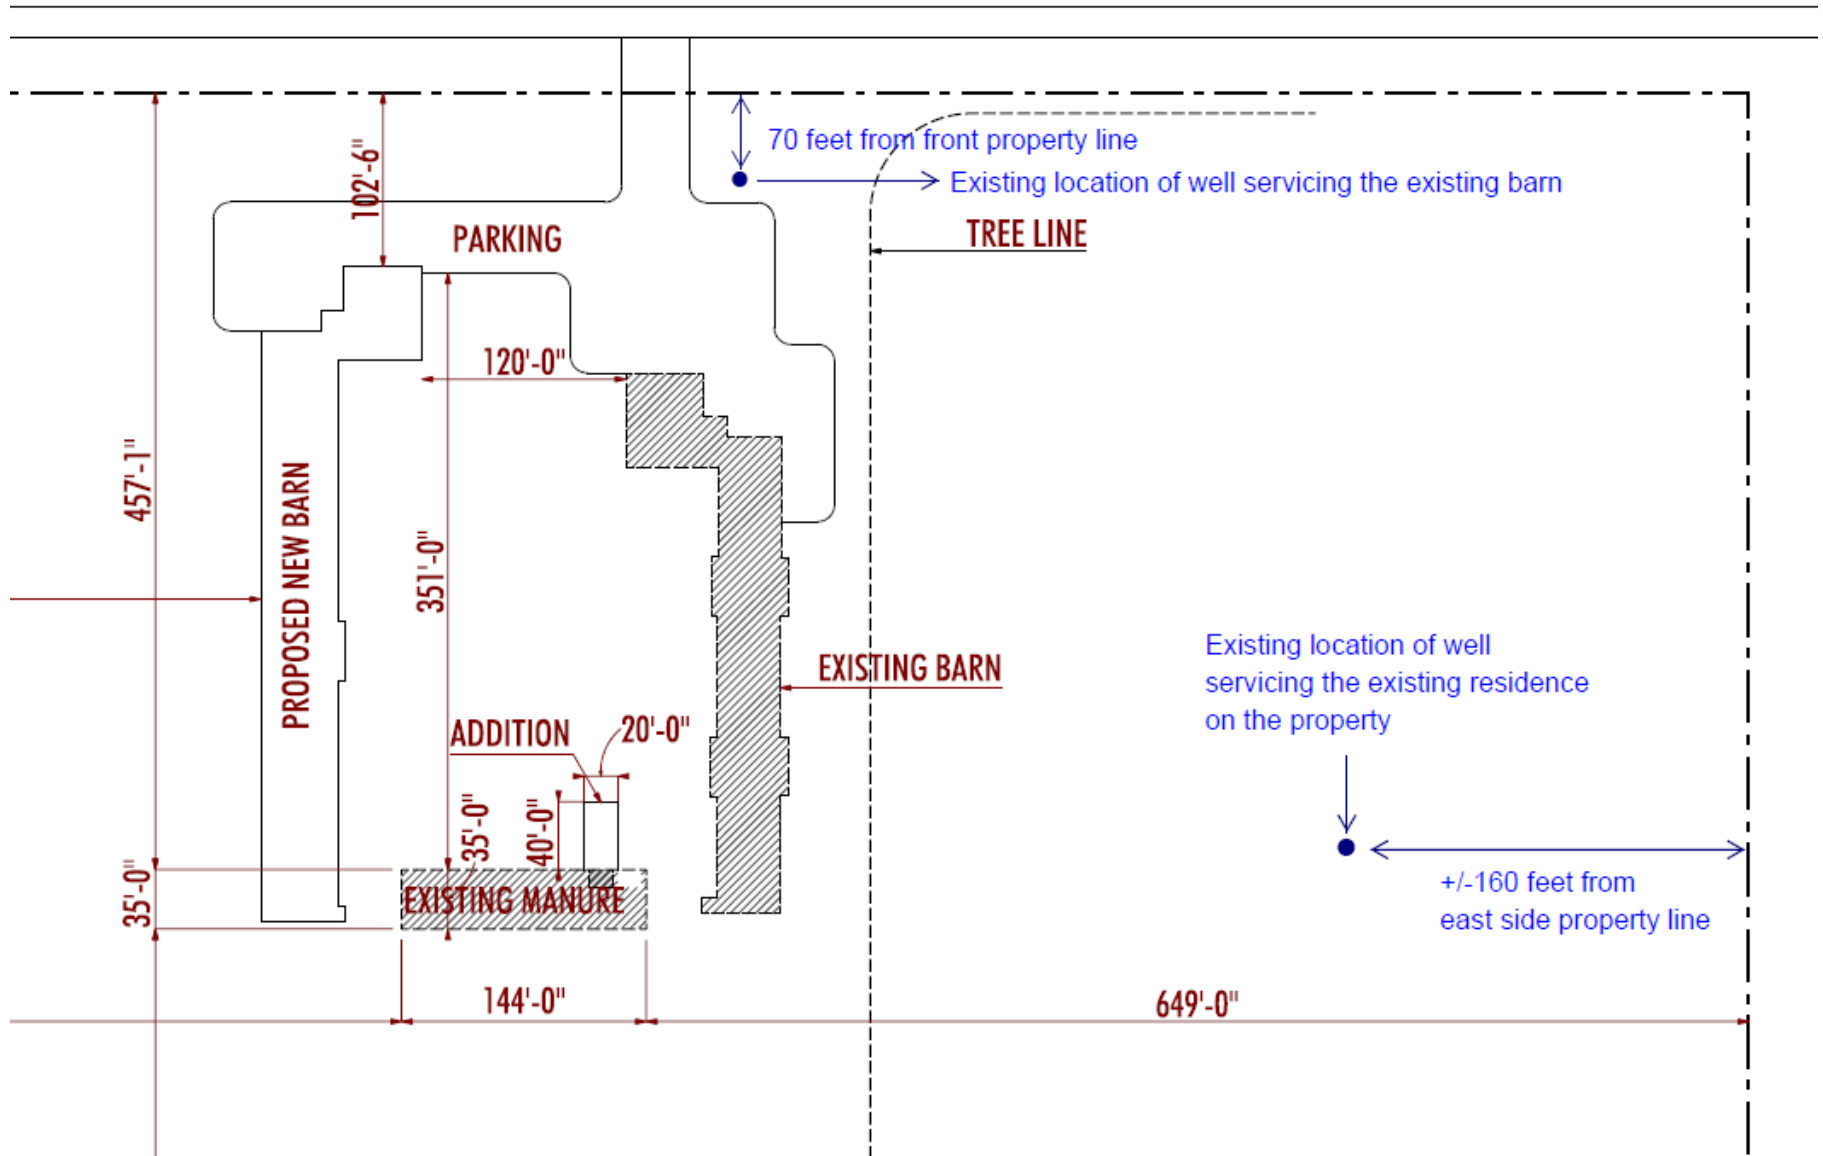 70 feet from front property line
102'-6"
Existing location of well servicing the existing barn
PARKING
TREE LINE
120'-0"
457'-1"
PROPOSED NEW BARN
351'-0"
Existing location of well
servicing the existing residence
on the property
EXISTING BARN
ADDITION
20'-0"
35'-0"
40'-0"
35'-0"
EXISTING MANURE
+/-160 feet from
east side property line
144'-0"
649'-0"